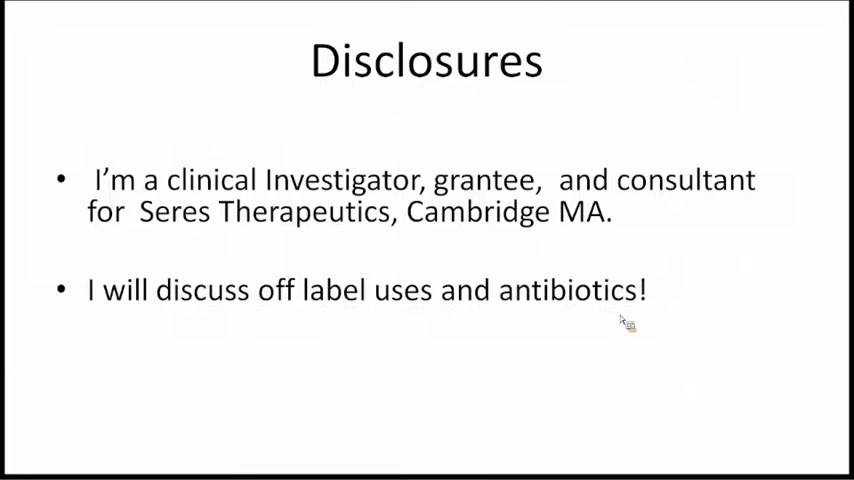 Disclosures
• I'm a clinical Investigator, grantee, and consultant
for Seres Therapeutics, Cambridge MA.
• I will discuss off label uses and antibiotics!